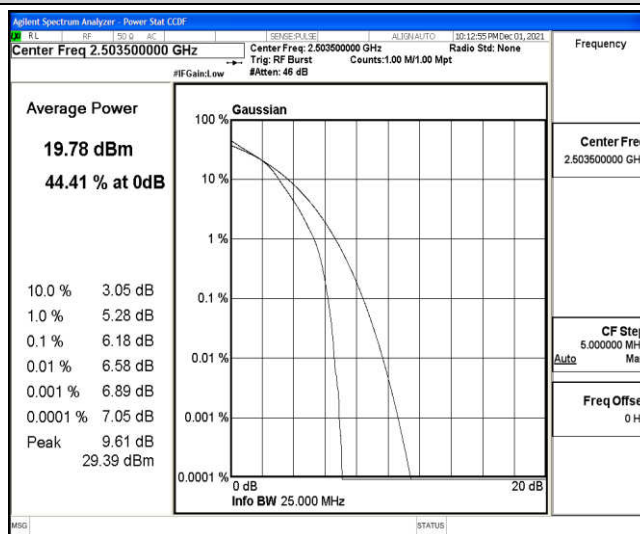 Agilent Spectrum Analyzer - Power Stat CCDF
RL RF 50 Ω AC SENSE:PULSE ALIGNAUTO 10:12:55 PM Dec 01, 2021
Center Freq 2.503500000 GHz
Center Freq: 2.503500000 GHz Radio Std: None
Trig: RF Burst Counts:1.00 M/1.00 Mpt
#IFGain:Low #Atten: 46 dB
Frequency
Average Power
19.78 dBm
44.41 % at 0dB
10.0 % 3.05 dB
1.0 % 5.28 dB
0.1 % 6.18 dB
0.01 % 6.58 dB
0.001 % 6.89 dB
0.0001 % 7.05 dB
Peak 9.61 dB
29.39 dBm
Gaussian
100 %
10 %
1 %
0.1 %
0.01 %
0.001 %
0.0001 %
0 dB 20 dB
Info BW 25.000 MHz
Center Fre
2.503500000 GH
CF Step
5.000000 MH
Auto Ma
Freq Offse
0 H
MSG STATUS